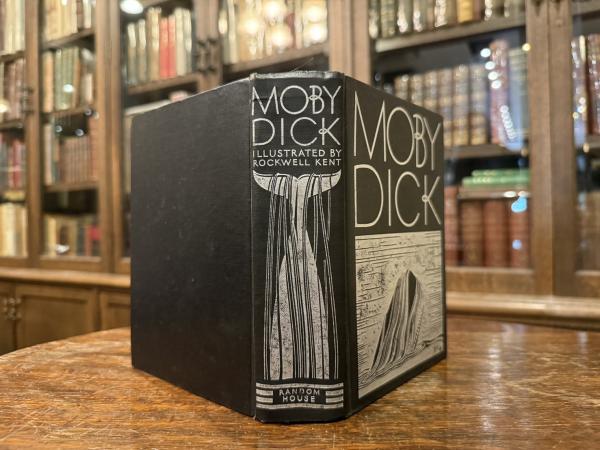 MOBY
DICK
ILLUSTRATED BY
ROCKWELL KENT
RANDOM
HOUSE
MOBY
DICK